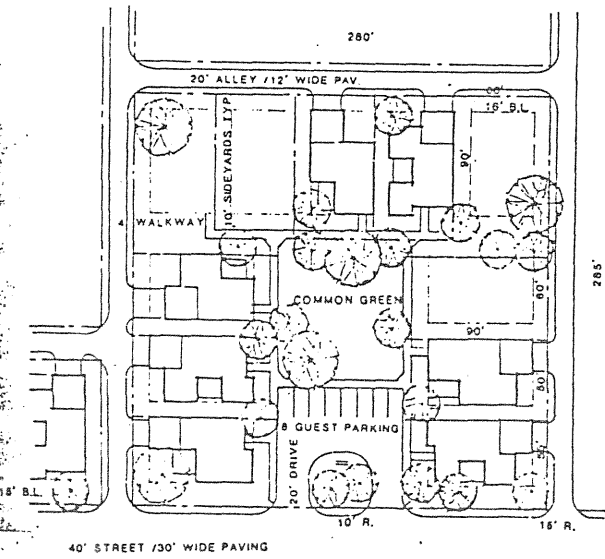 280'
20' ALLEY /12' WIDE PAV.
60'
15' B.L.
10' SIDEYARDS TYP
90'
4' WALKWAY
285'
COMMON GREEN
60'
90'
50'
8 GUEST PARKING
20' DRIVE
15' B.L.
10' R.
15' R.
40' STREET /30' WIDE PAVING